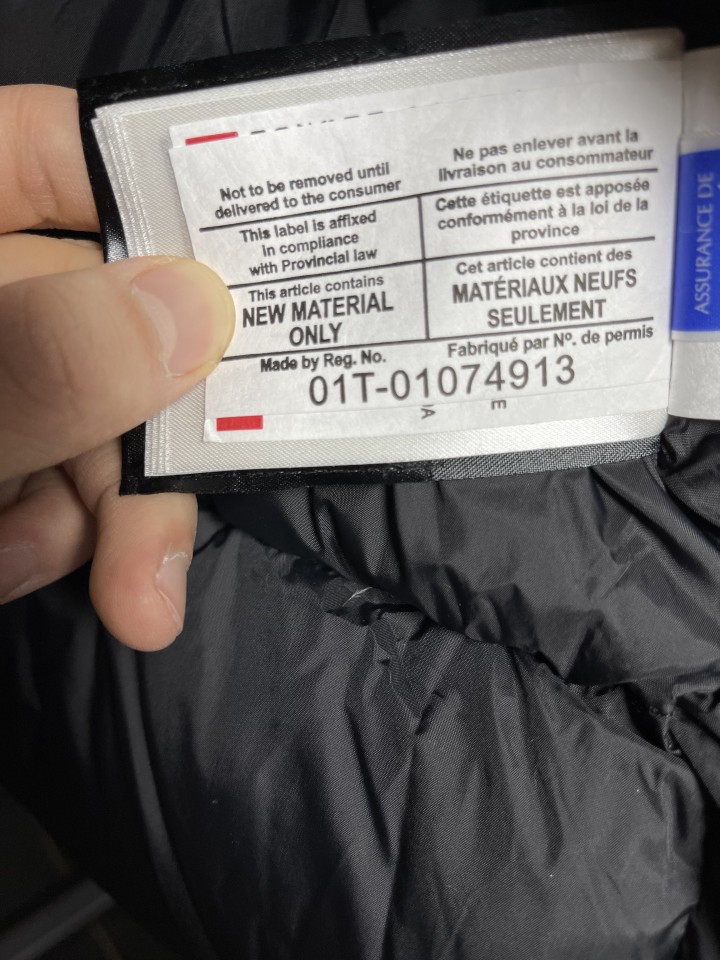 Not to be removed until
delivered to the consumer
Ne pas enlever avant la
livraison au consommateur
This label is affixed
in compliance
with Provincial law
Cette étiquette est apposée
conformément à la loi de la
province
This article contains
NEW MATERIAL
ONLY
Cet article contient des
MATÉRIAUX NEUFS
SEULEMENT
Made by Reg. No.
Fabriqué par Nº. de permis
01T-01074913
A
E
ASSURANCE DE